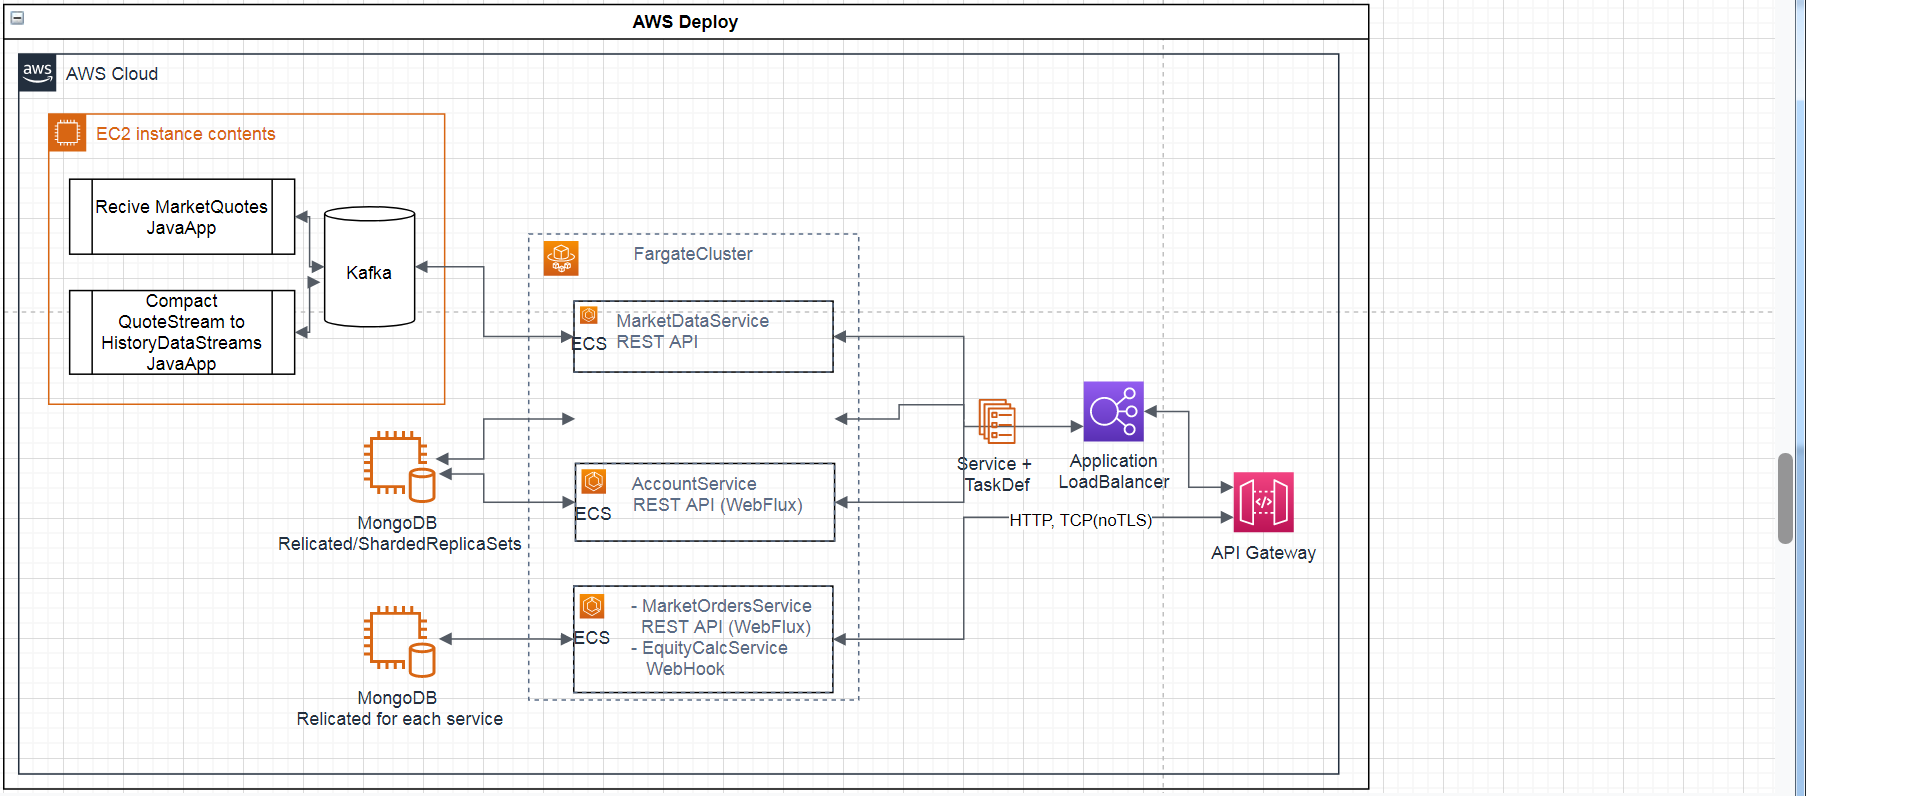 AWS Deploy
aws
AWS Cloud
EC2 instance contents
Recive MarketQuotes
JavaApp
Compact
QuoteStream to
HistoryDataStreams
JavaApp
Kafka
FargateCluster
ECS
MarketDataService
REST API
MongoDB
Relicated/ShardedReplicaSets
ECS
AccountService
REST API (WebFlux)
MongoDB
Relicated for each service
ECS
- MarketOrdersService
REST API (WebFlux)
- EquityCalcService
WebHook
Service +
TaskDef
Application
LoadBalancer
HTTP, TCP(noTLS)
</>
API Gateway